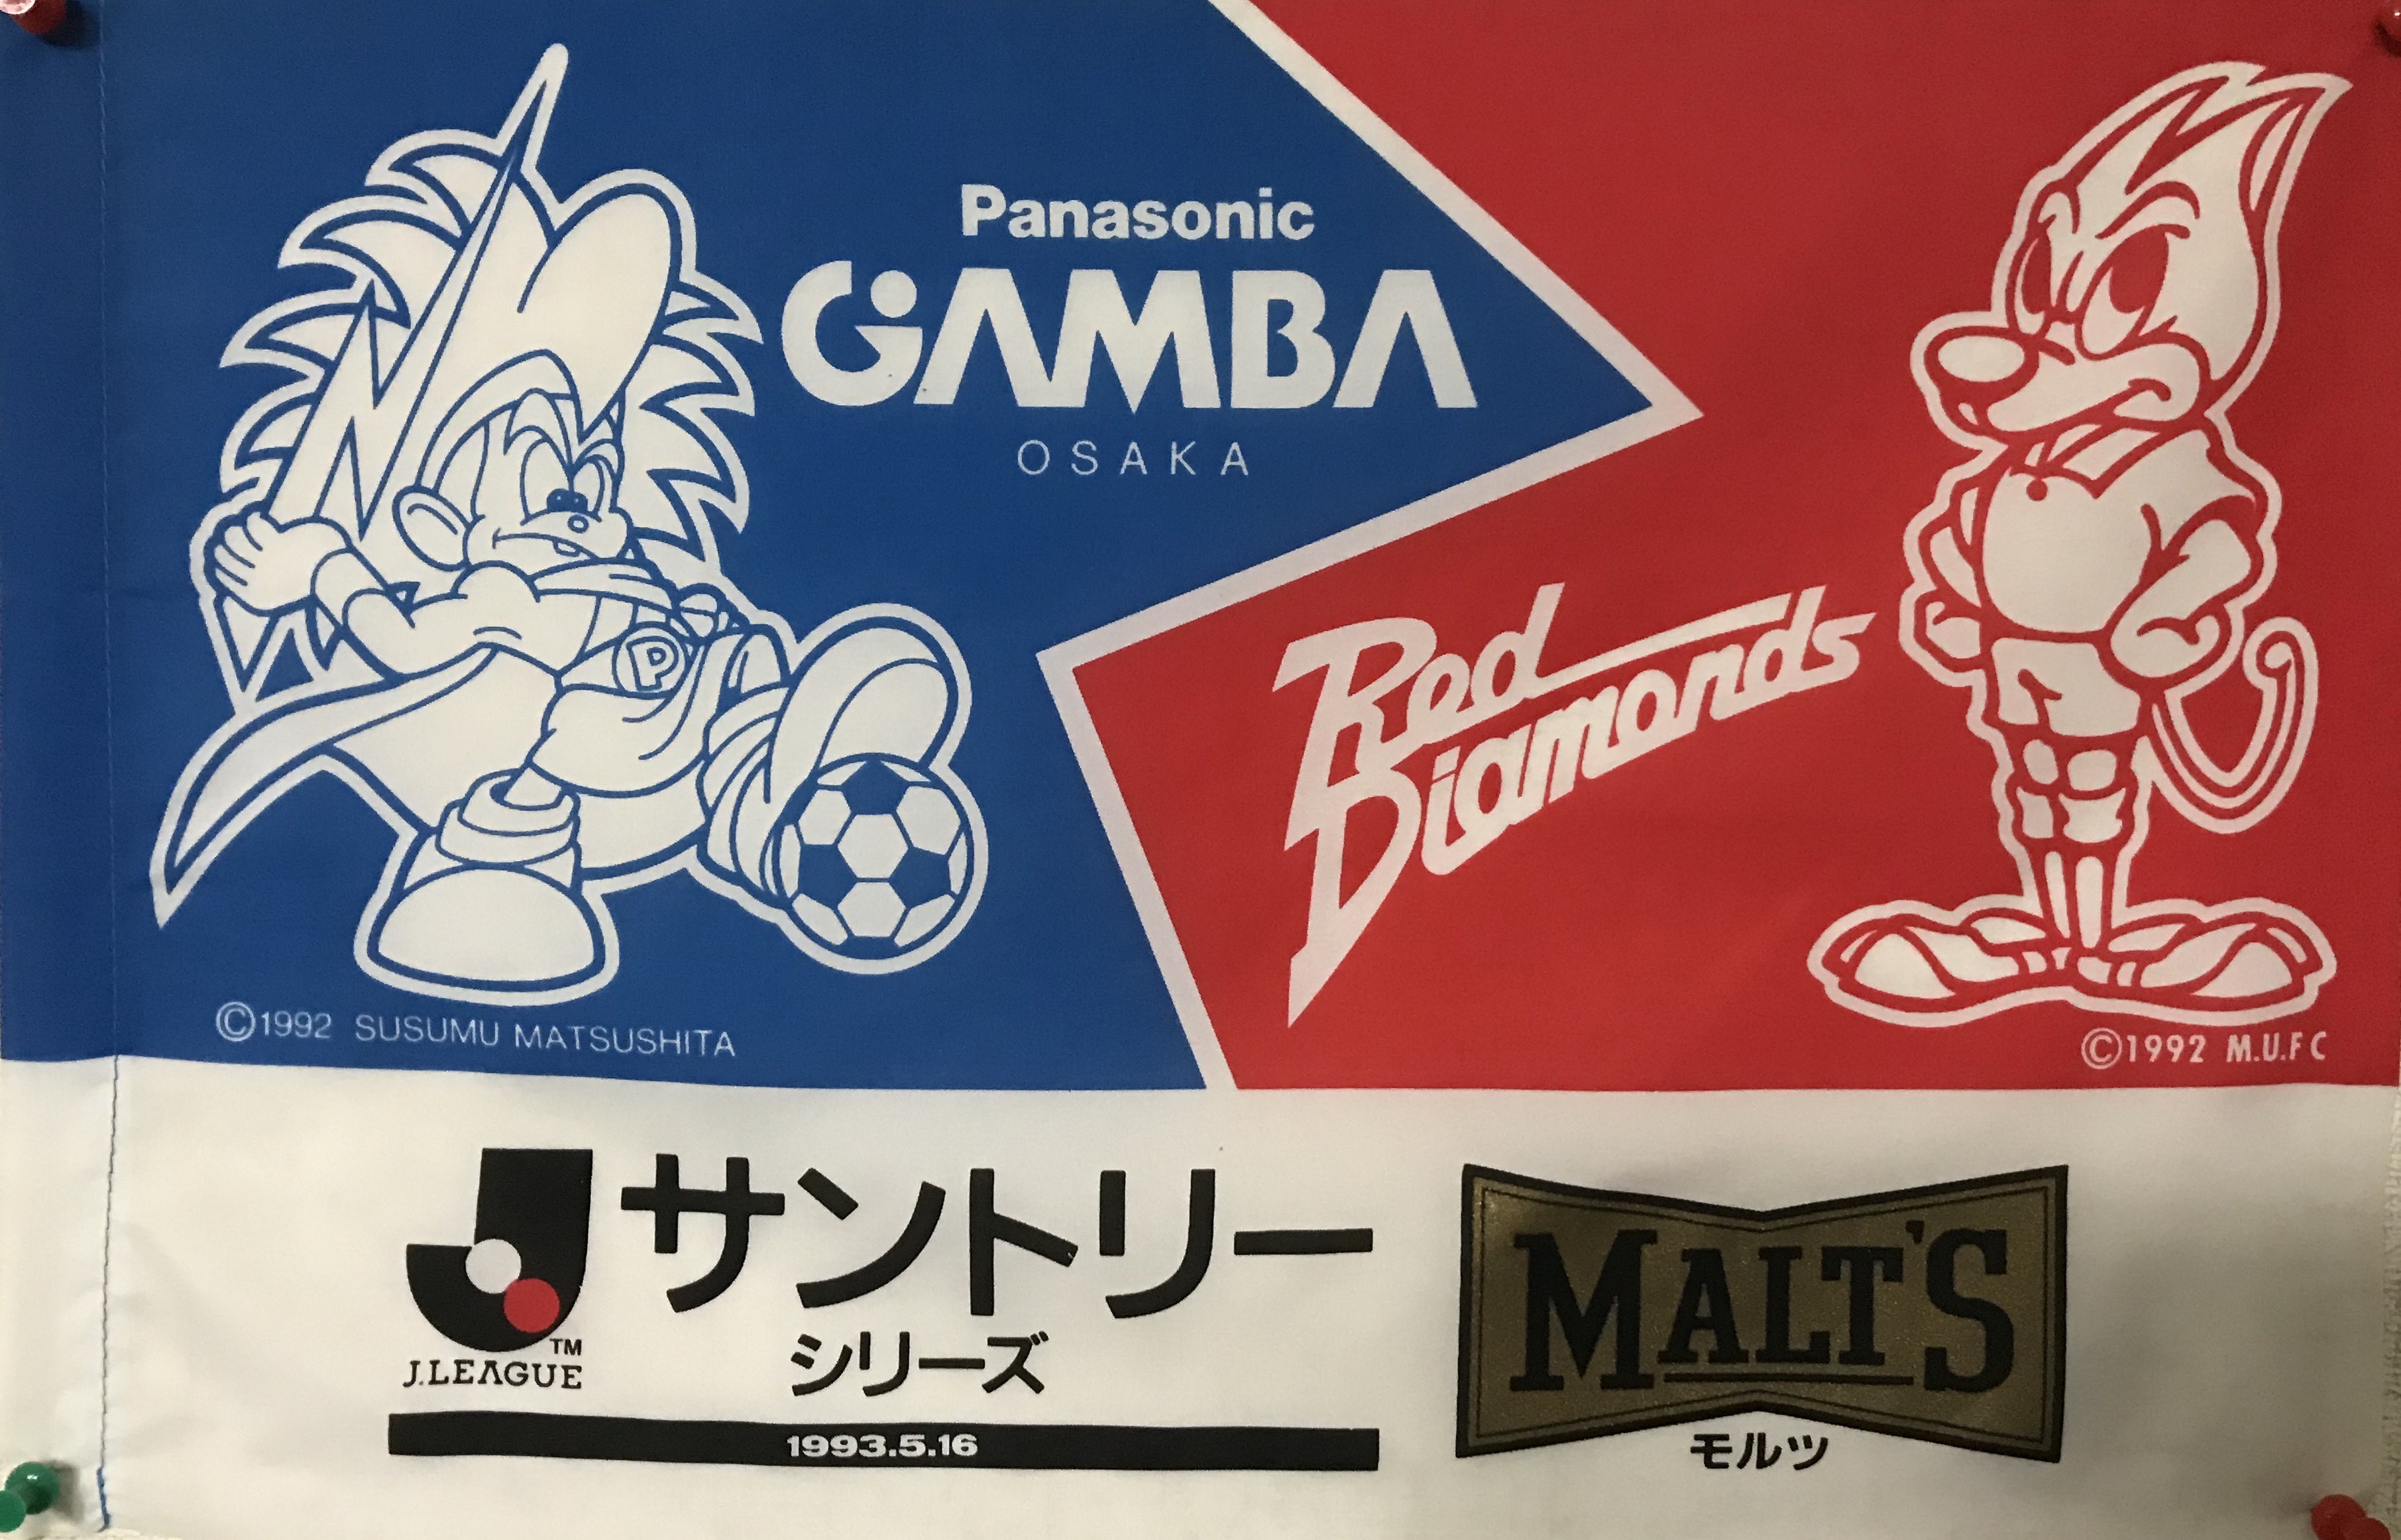 Panasonic
GAMBA
OSAKA
P
Red
Diamonds
©1992 SUSUMU MATSUSHITA
©1992 M.U.F C
TM
J.LEAGUE
サントリー
シリーズ
1993.5.16
MALT'S
モルツ